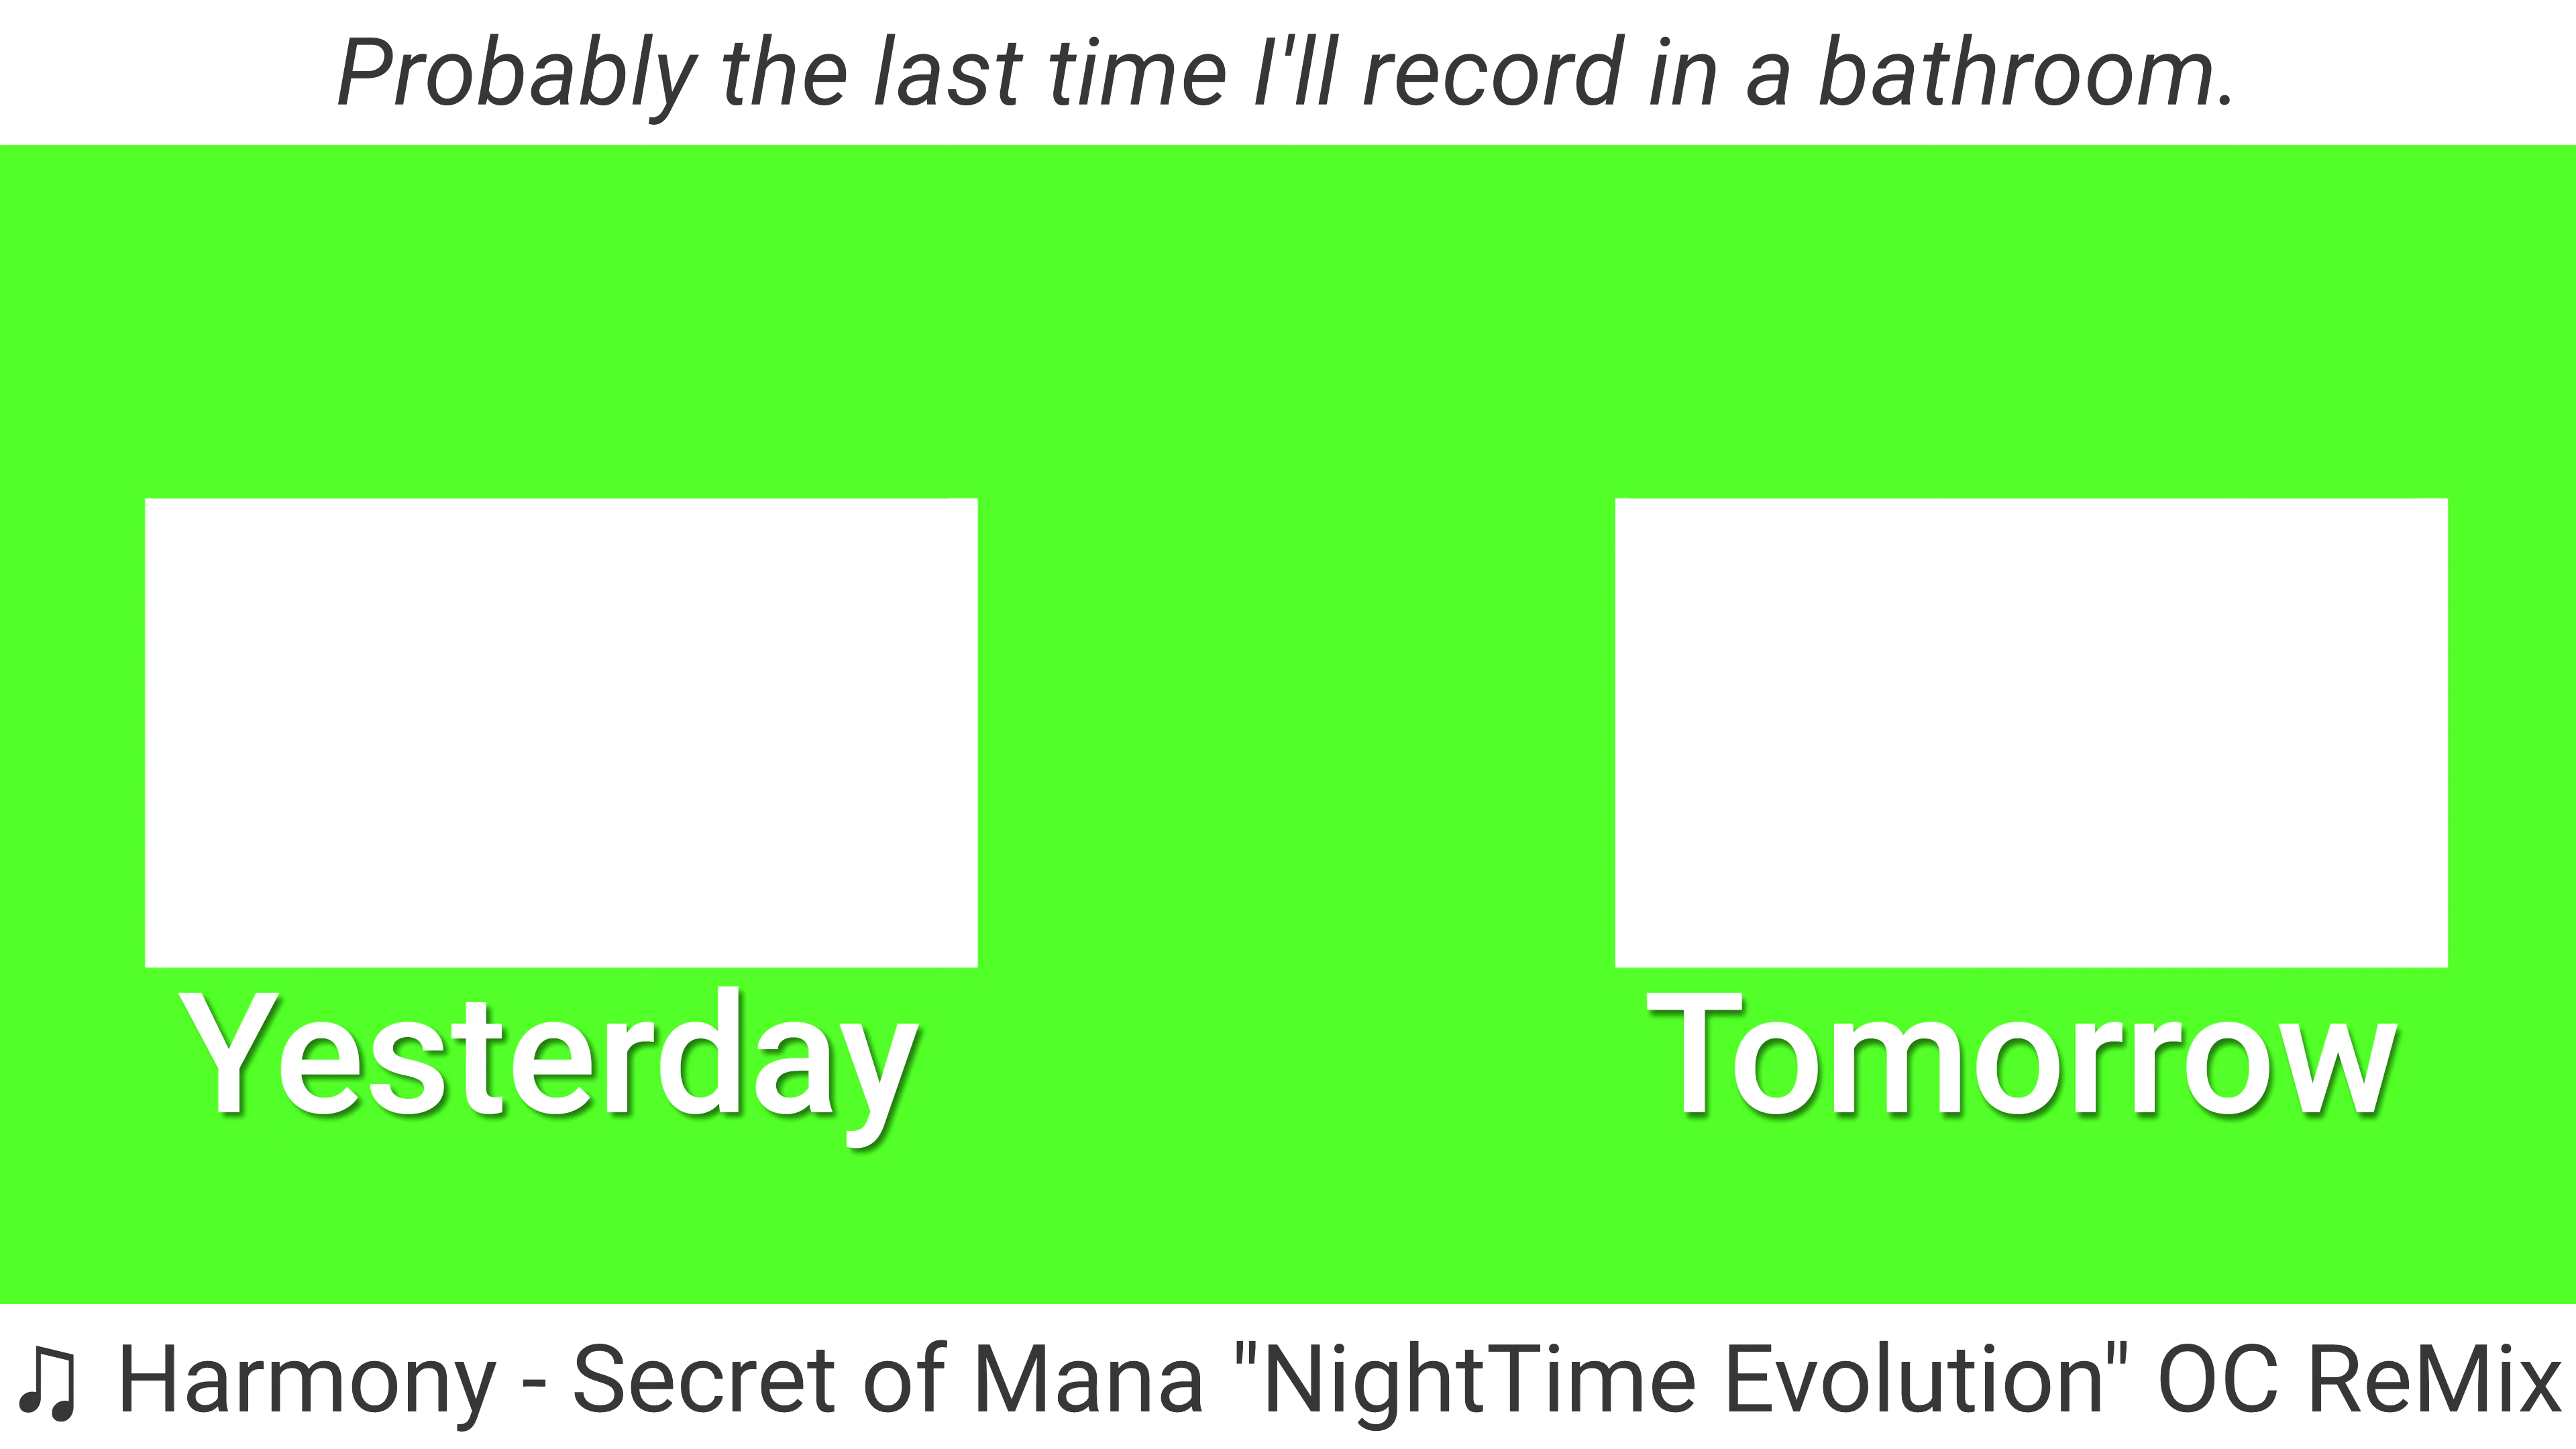 Probably the last time I'll record in a bathroom.
Yesterday
Tomorrow
♫ Harmony - Secret of Mana "NightTime Evolution" OC ReMix